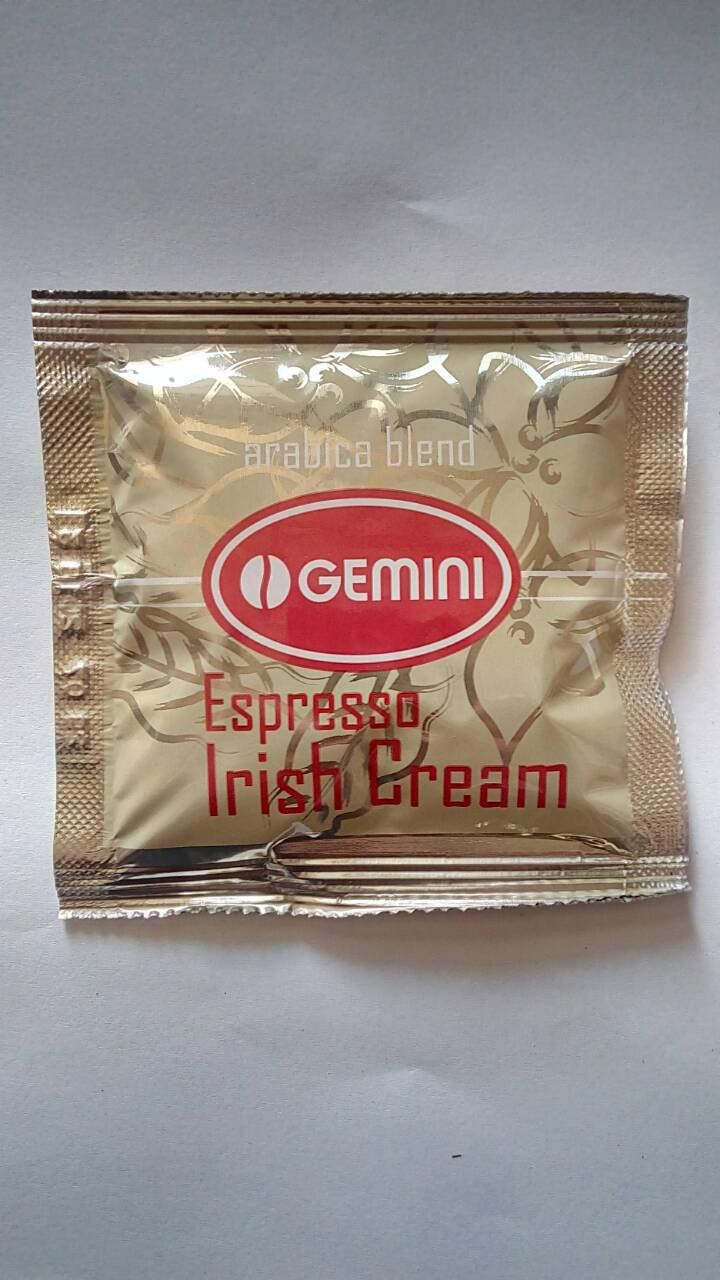 arabica blend
GEMINI
Espresso
Irish Cream